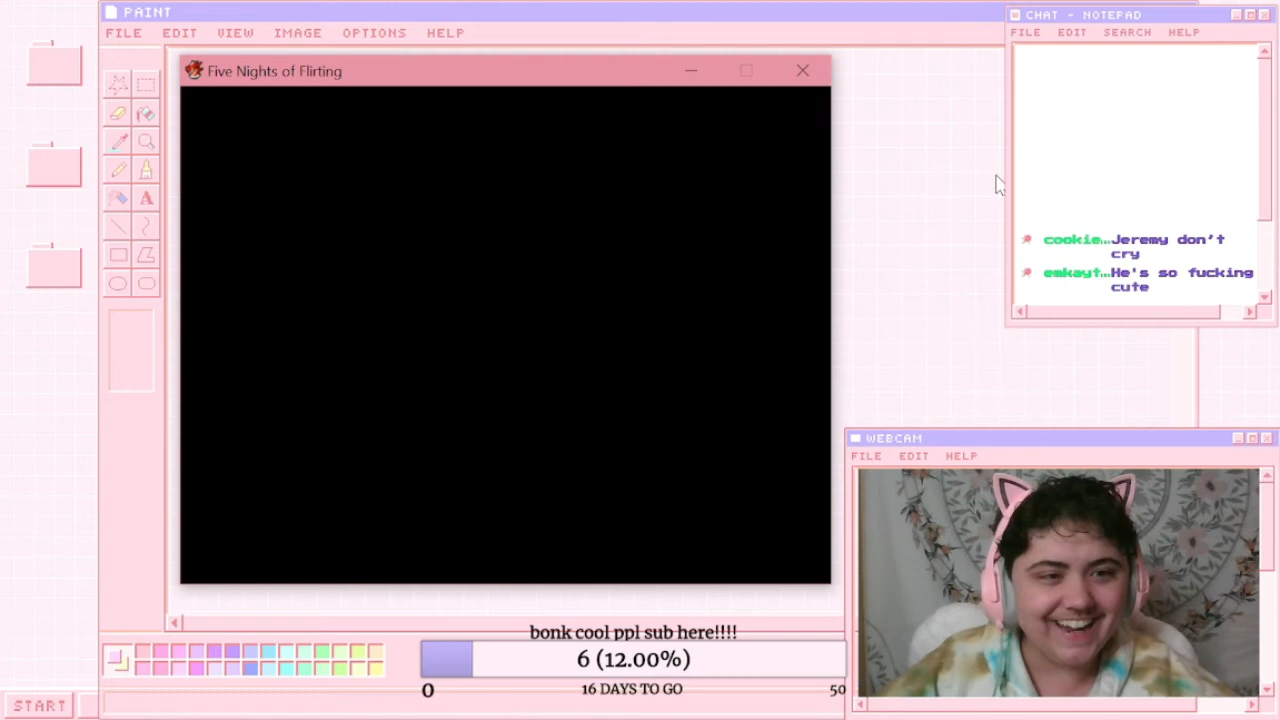 PAINT
FILE EDIT VIEW IMAGE OPTIONS HELP
Five Nights of Flirting
CHAT - NOTEPAD
FILE EDIT SEARCH HELP
cookie…Jeremy don't
cry
emkayt…He's so fucking
cute
WEBCAM
FILE EDIT HELP
A
bonk cool ppl sub here!!!!
6 (12.00%)
0 16 DAYS TO GO 50
START